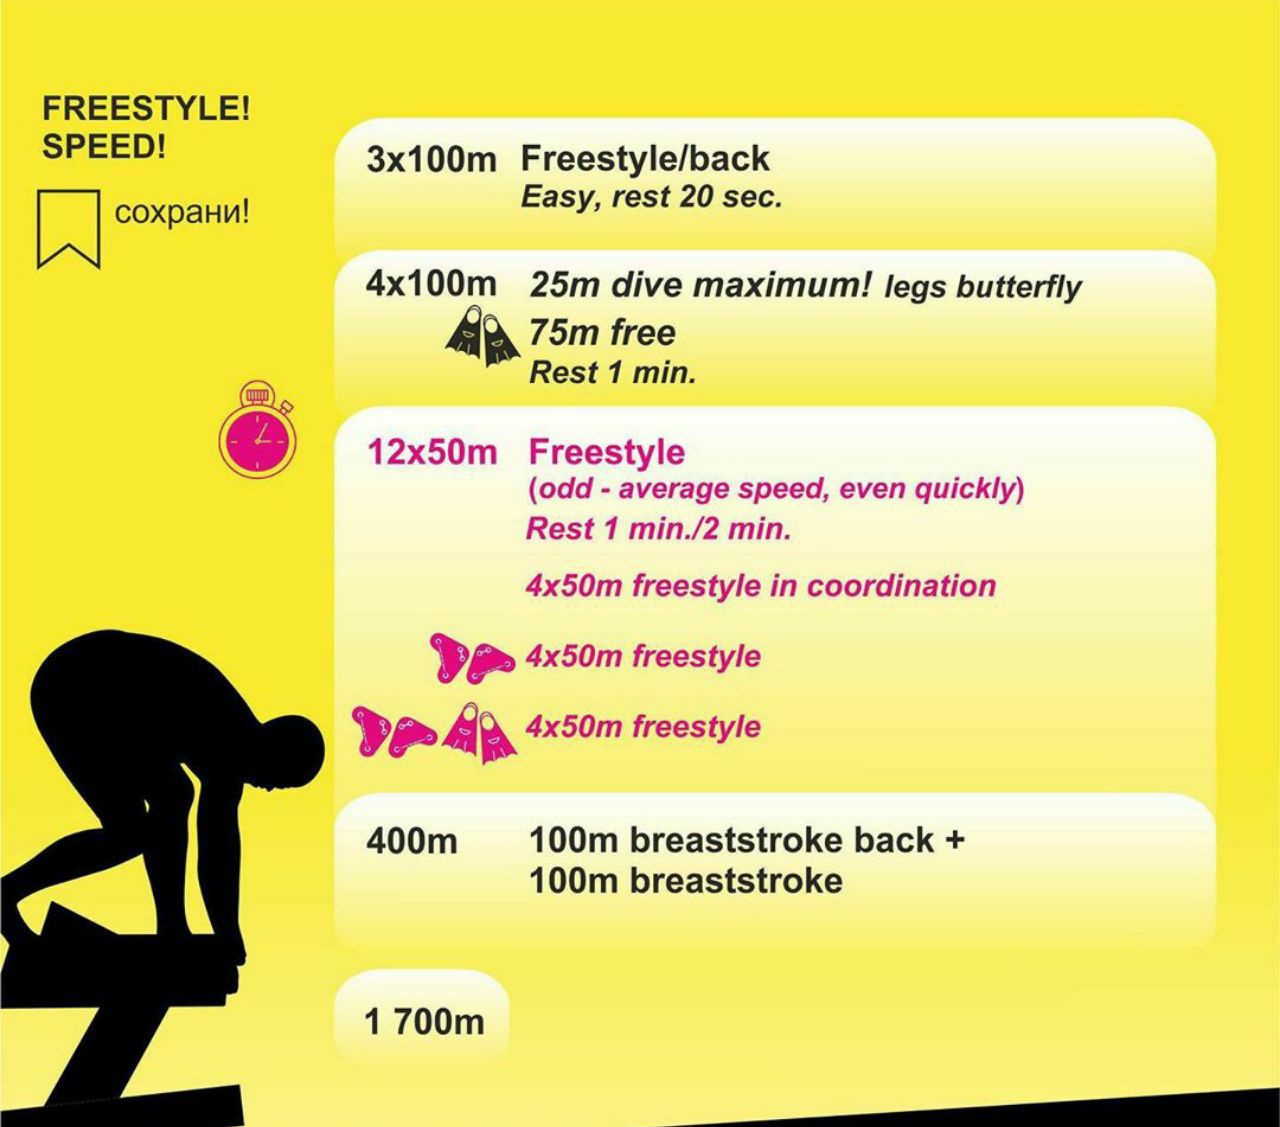 FREESTYLE!
SPEED!
сохрани!
3x100m Freestyle/back
Easy, rest 20 sec.
4x100m 25m dive maximum! legs butterfly
75m free
Rest 1 min.
12x50m Freestyle
(odd - average speed, even quickly)
Rest 1 min./2 min.
4x50m freestyle in coordination
4x50m freestyle
4x50m freestyle
400m 100m breaststroke back +
100m breaststroke
1 700m